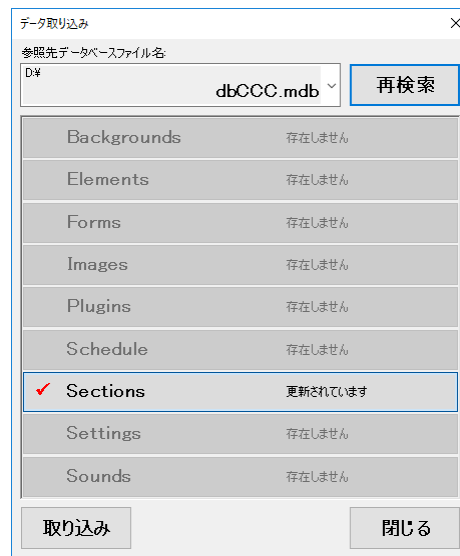 データ取り込み ×
参照先データベースファイル名:
D:¥
dbCCC.mdb
再検索
Backgrounds 存在しません
Elements 存在しません
Forms 存在しません
Images 存在しません
Plugins 存在しません
Schedule 存在しません
✓ Sections 更新されています
Settings 存在しません
Sounds 存在しません
取り込み 閉じる